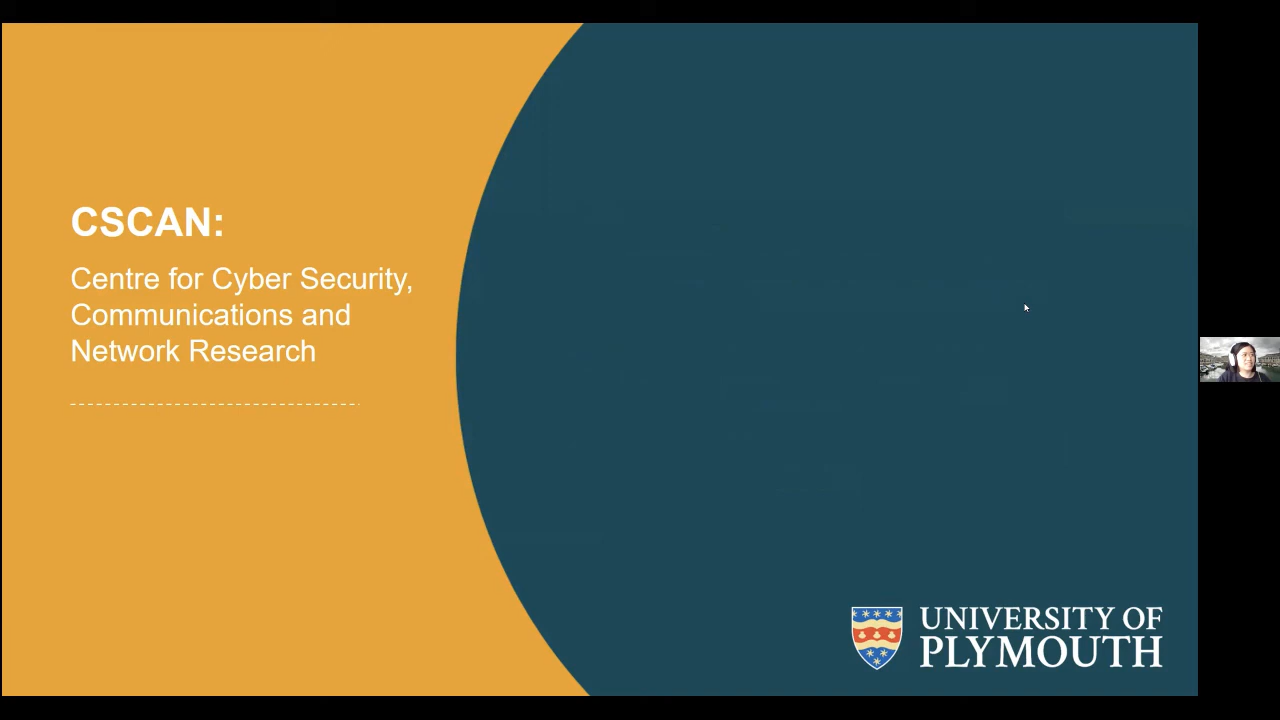 CSCAN:
Centre for Cyber Security,
Communications and
Network Research
UNIVERSITY OF
PLYMOUTH